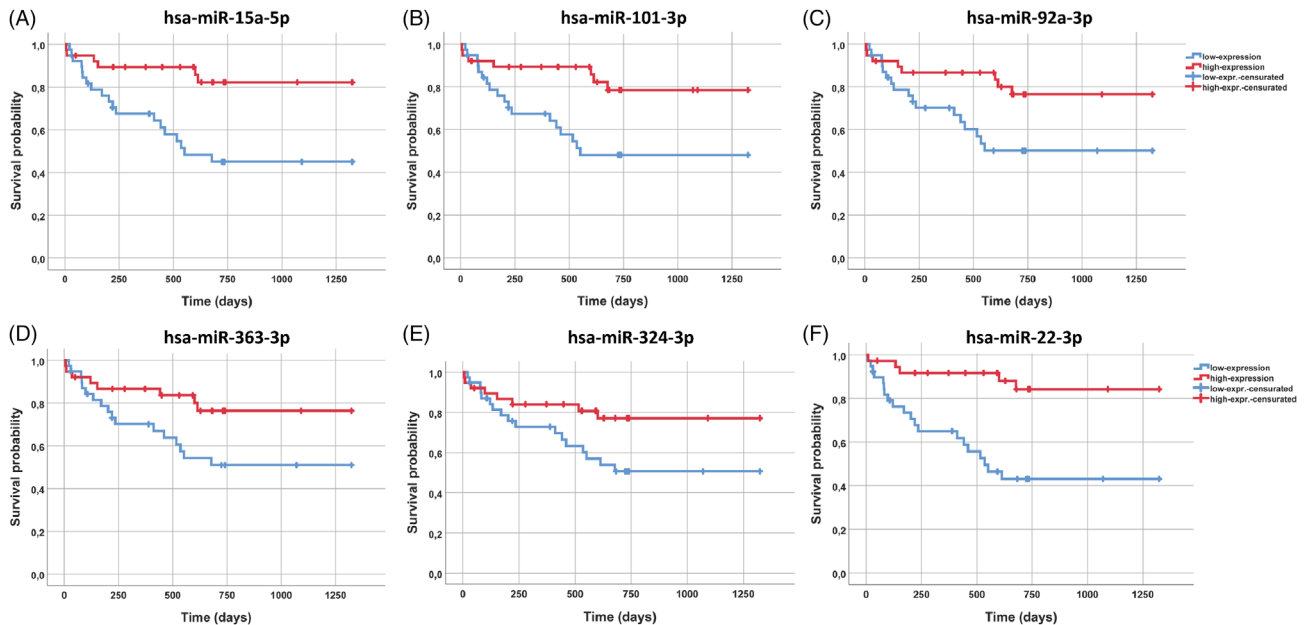 (A) hsa-miR-15a-5p
1,0
0,8
0,6
0,4
0,2
0,0
Survival probability
0 250 500 750 1000 1250
Time (days)
(B) hsa-miR-101-3p
1,0
0,8
0,6
0,4
0,2
0,0
Survival probability
0 250 500 750 1000 1250
Time (days)
(C) hsa-miR-92a-3p
1,0
0,8
0,6
0,4
0,2
0,0
Survival probability
0 250 500 750 1000 1250
Time (days)
low-expression
high-expression
low-expr.-censurated
high-expr.-censurated
(D) hsa-miR-363-3p
1,0
0,8
0,6
0,4
0,2
0,0
Survival probability
0 250 500 750 1000 1250
Time (days)
(E) hsa-miR-324-3p
1,0
0,8
0,6
0,4
0,2
0,0
Survival probability
0 250 500 750 1000 1250
Time (days)
(F) hsa-miR-22-3p
1,0
0,8
0,6
0,4
0,2
0,0
Survival probability
0 250 500 750 1000 1250
Time (days)
low-expression
high-expression
low-expr.-censurated
high-expr.-censurated